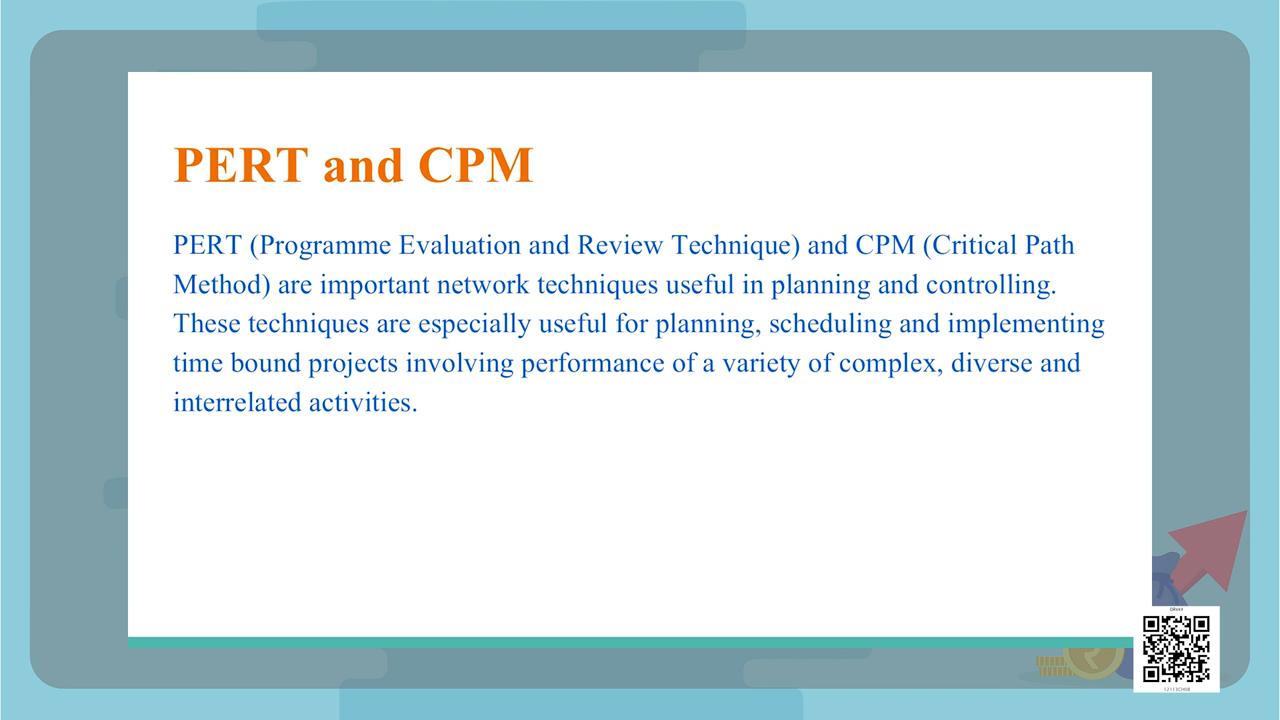 PERT and CPM
PERT (Programme Evaluation and Review Technique) and CPM (Critical Path
Method) are important network techniques useful in planning and controlling.
These techniques are especially useful for planning, scheduling and implementing
time bound projects involving performance of a variety of complex, diverse and
interrelated activities.
12113CH08